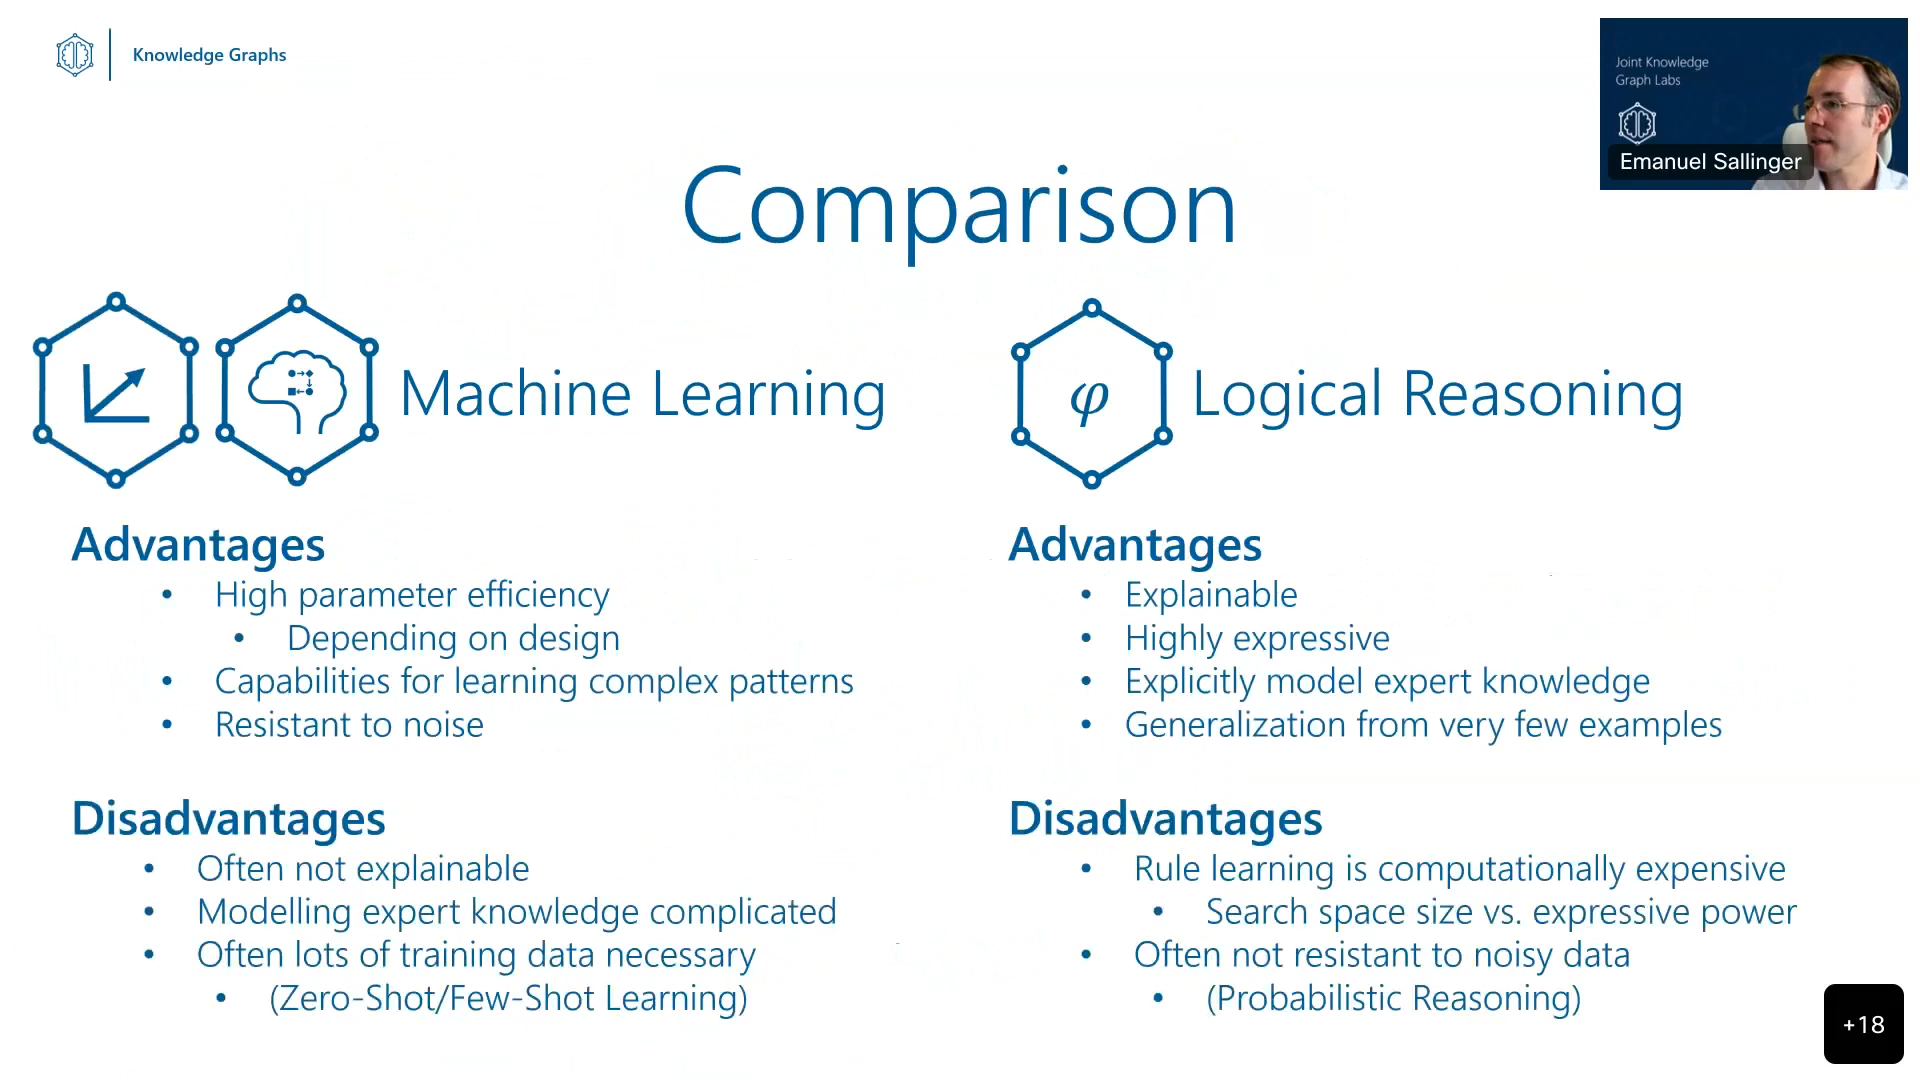 Knowledge Graphs
Joint Knowledge
Graph Labs
Emanuel Sallinger
Comparison
Machine Learning
Advantages
• High parameter efficiency
• Depending on design
• Capabilities for learning complex patterns
• Resistant to noise
Disadvantages
• Often not explainable
• Modelling expert knowledge complicated
• Often lots of training data necessary
• (Zero-Shot/Few-Shot Learning)
φ
Logical Reasoning
Advantages
• Explainable
• Highly expressive
• Explicitly model expert knowledge
• Generalization from very few examples
Disadvantages
• Rule learning is computationally expensive
• Search space size vs. expressive power
• Often not resistant to noisy data
• (Probabilistic Reasoning)
+18